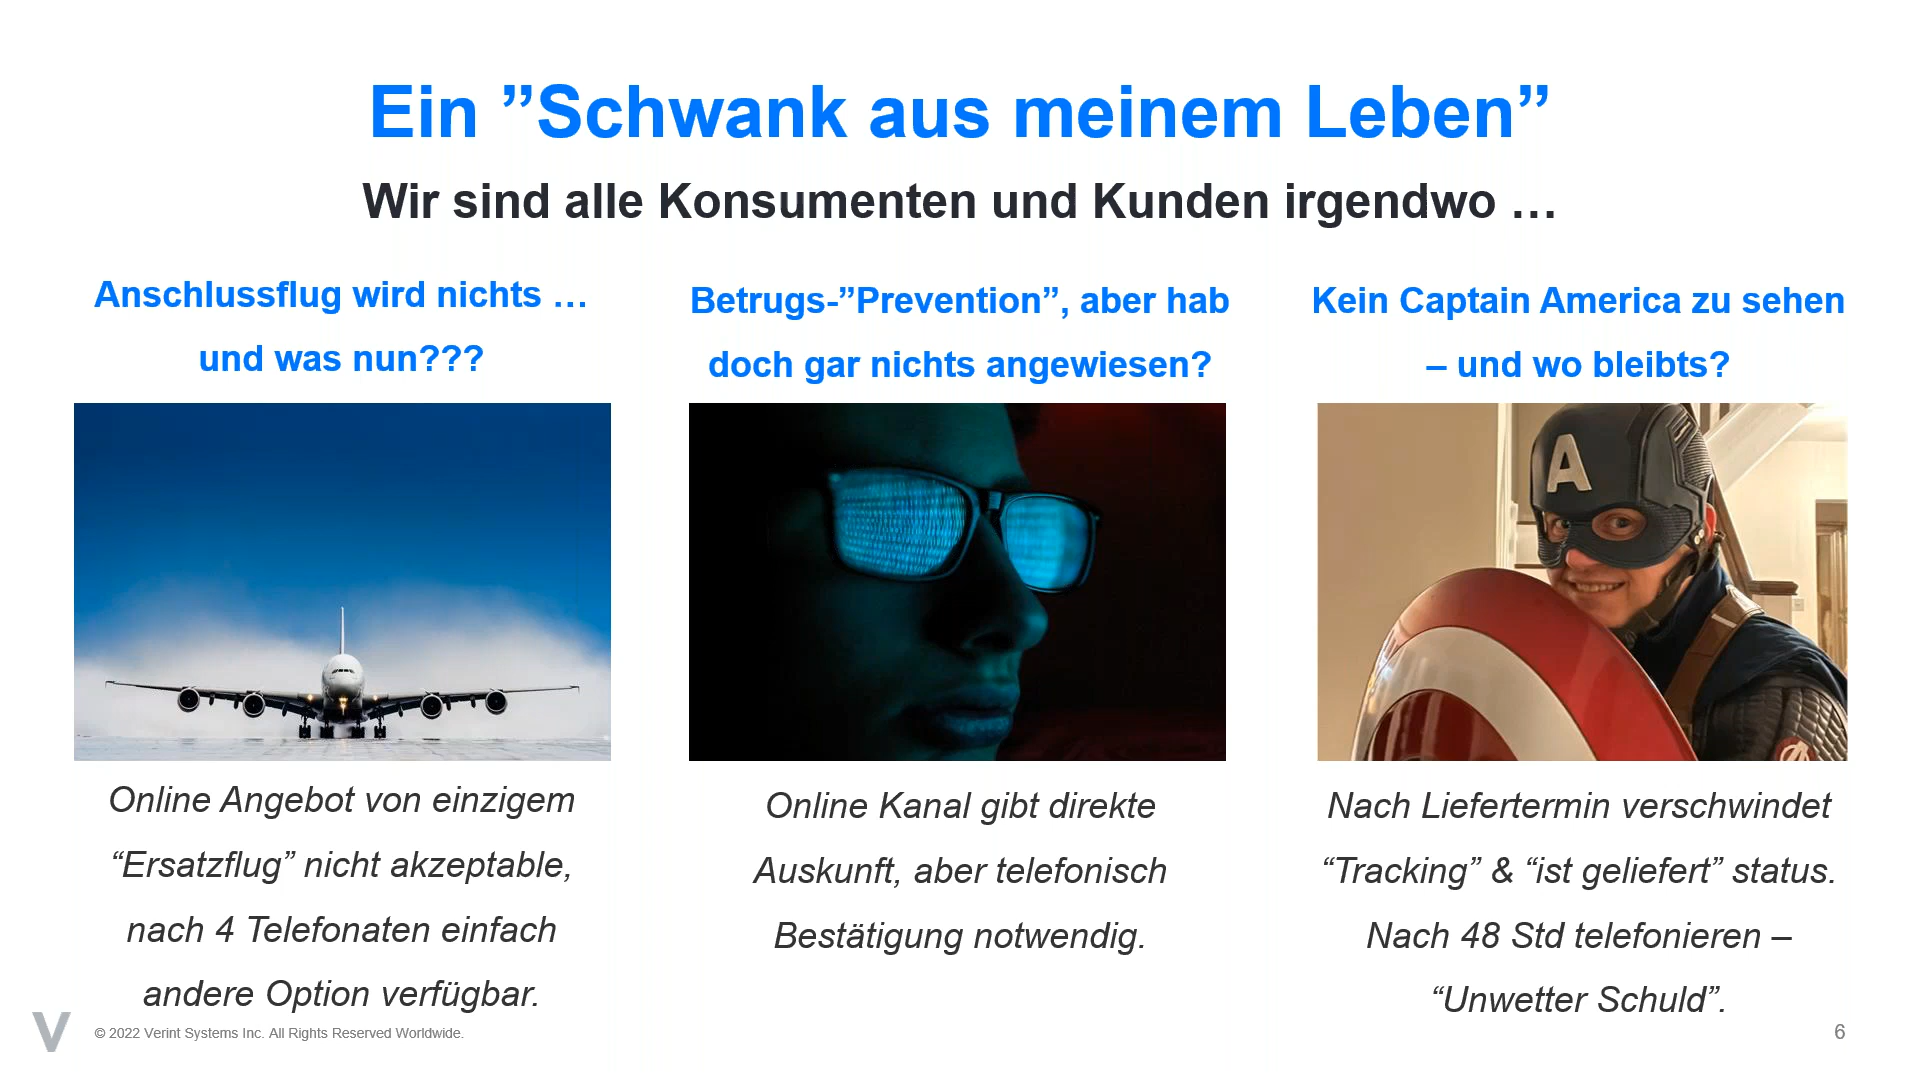 Ein ”Schwank aus meinem Leben”
Wir sind alle Konsumenten und Kunden irgendwo …
Anschlussflug wird nichts …
und was nun???
Online Angebot von einzigem
“Ersatzflug” nicht akzeptable,
nach 4 Telefonaten einfach
andere Option verfügbar.
Betrugs-”Prevention”, aber hab
doch gar nichts angewiesen?
Online Kanal gibt direkte
Auskunft, aber telefonisch
Bestätigung notwendig.
Kein Captain America zu sehen
– und wo bleibts?
A
Nach Liefertermin verschwindet
“Tracking” & “ist geliefert” status.
Nach 48 Std telefonieren –
“Unwetter Schuld”.
© 2022 Verint Systems Inc. All Rights Reserved Worldwide.
6